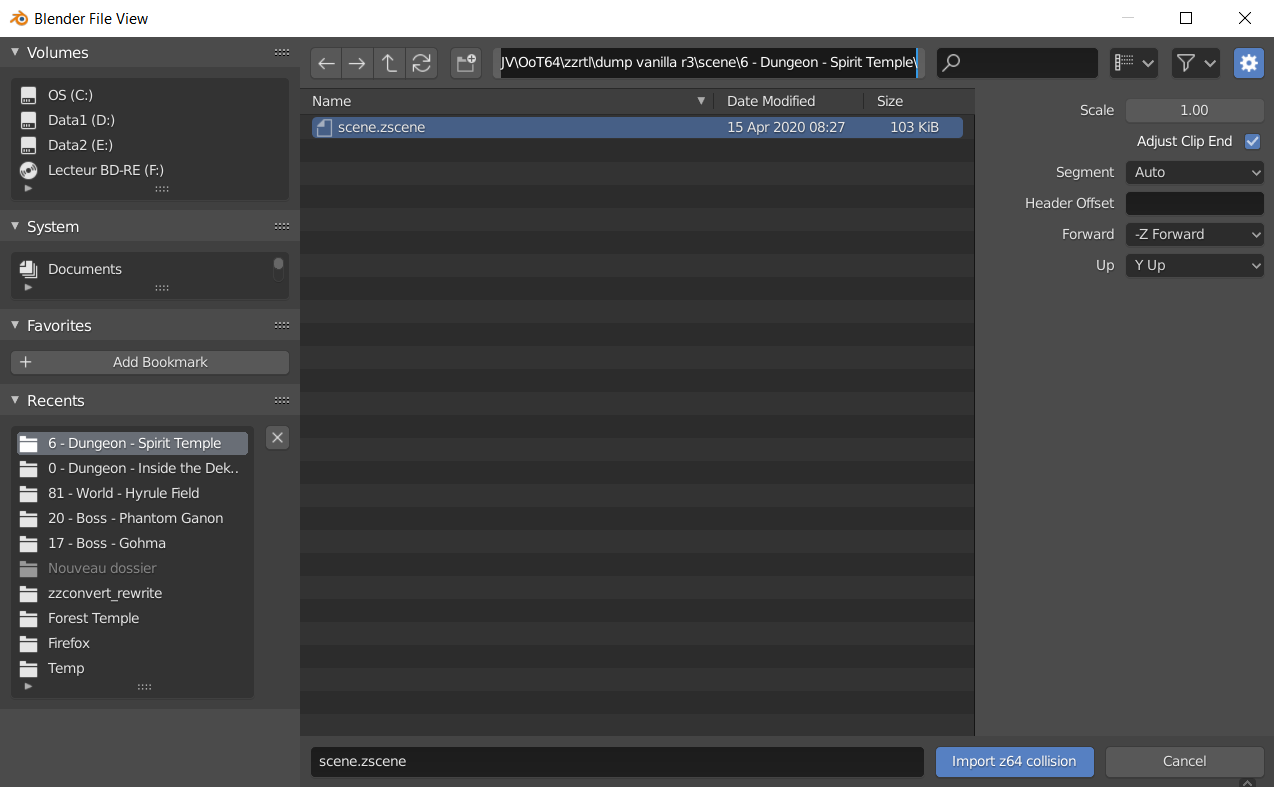 Blender File View
Volumes
OS (C:)
Data1 (D:)
Data2 (E:)
Lecteur BD-RE (F:)
System
Documents
Favorites
Add Bookmark
Recents
6 - Dungeon - Spirit Temple
0 - Dungeon - Inside the Dek..
81 - World - Hyrule Field
20 - Boss - Phantom Ganon
17 - Boss - Gohma
Nouveau dossier
zzconvert_rewrite
Forest Temple
Firefox
Temp
JV\OoT64\zzrtl\dump vanilla r3\scene\6 - Dungeon - Spirit Temple\
Name Date Modified Size
scene.zscene 15 Apr 2020 08:27 103 KiB
Scale 1.00
Adjust Clip End
Segment Auto
Header Offset
Forward -Z Forward
Up Y Up
scene.zscene
Import z64 collision
Cancel